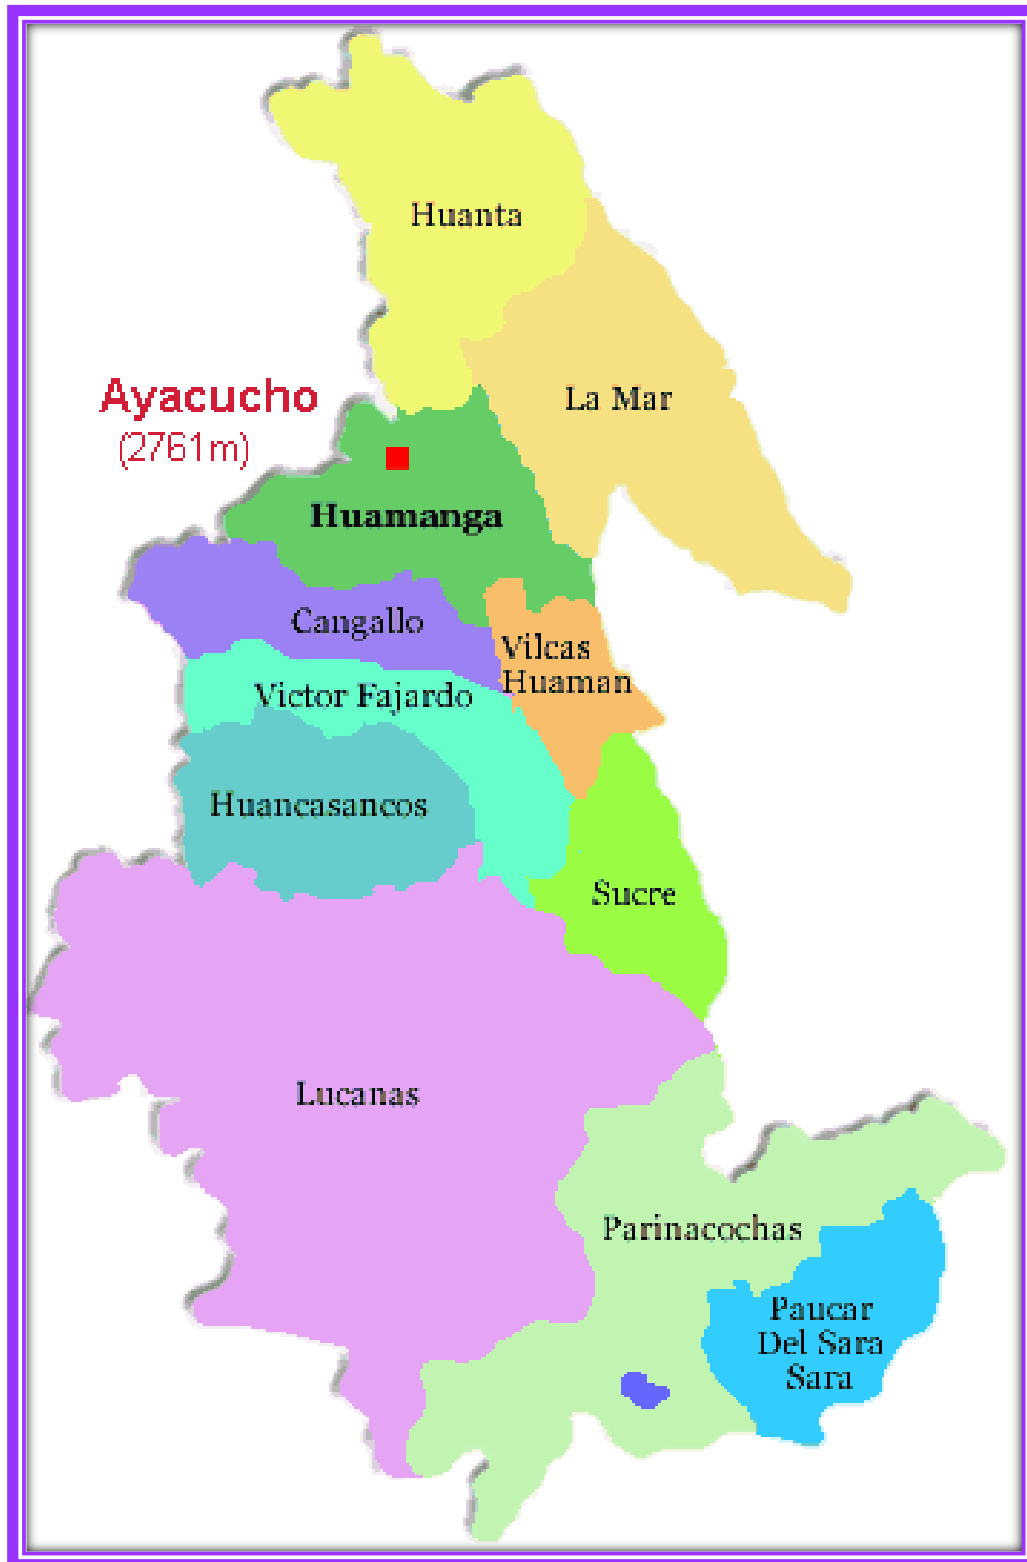 Huanta
Ayacucho
(2761m)
La Mar
Huamanga
Cangallo
Vilcas
Huaman
Victor Fajardo
Huancasancos
Sucre
Lucanas
Parinacochas
Paucar
Del Sara
Sara